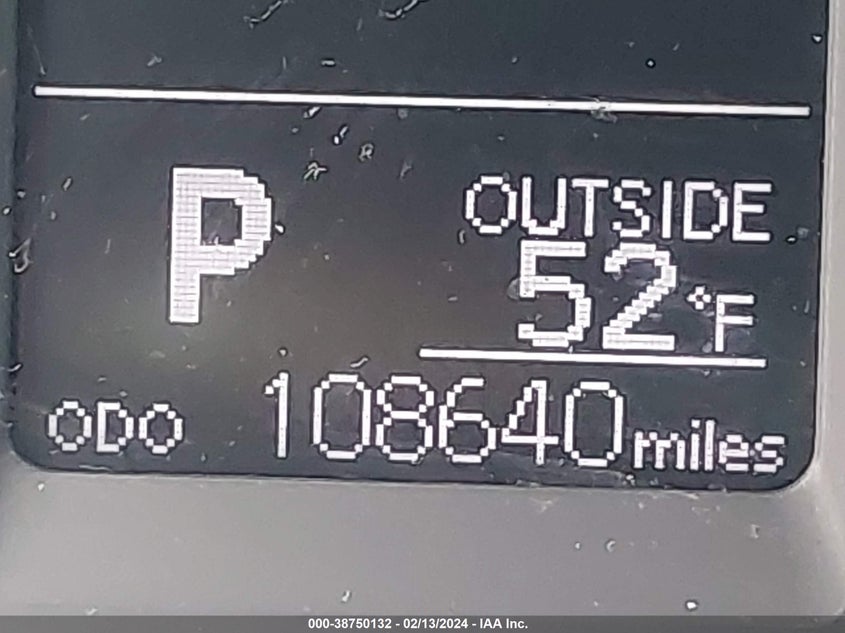 P
OUTSIDE
52°F
ODO 108640 miles
000-38750132 - 02/13/2024 - IAA Inc.